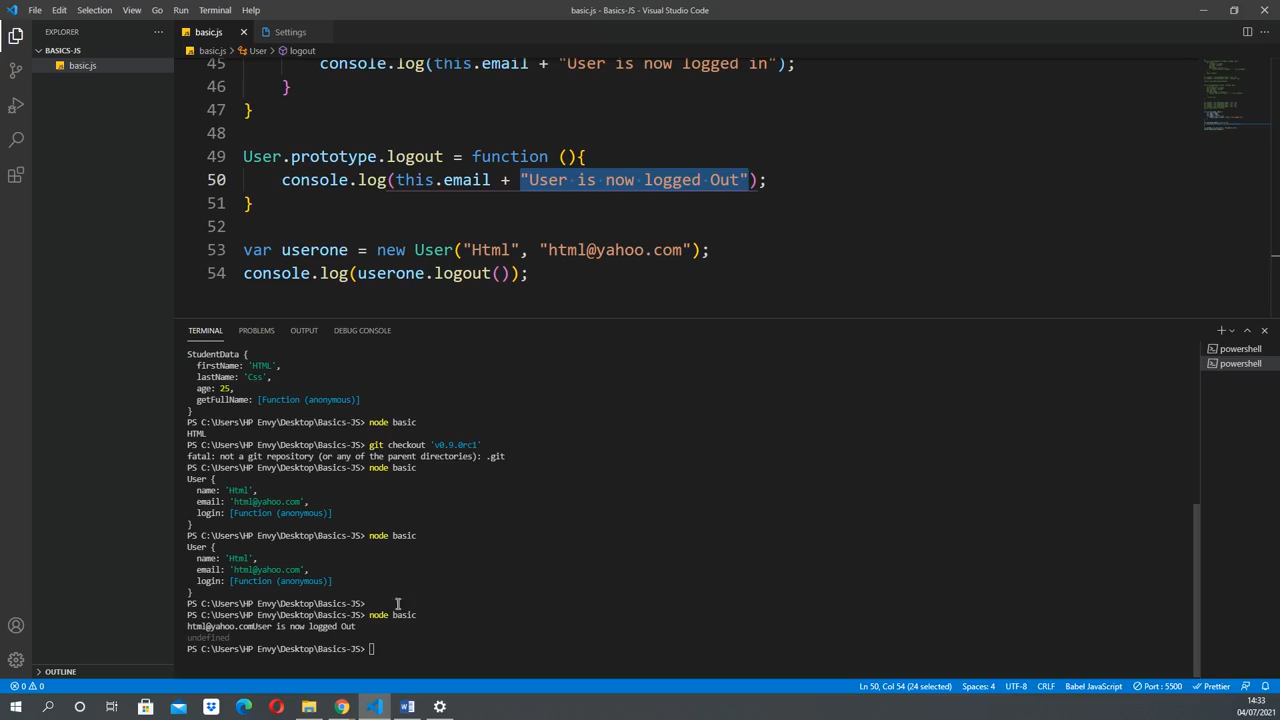 File Edit Selection View Go Run Terminal Help
basic.js - Basics-JS - Visual Studio Code
EXPLORER
BASICS-JS
basic.js
OUTLINE
basic.js
Settings
basic.js > User > logout
45 console.log(this.email + "User is now logged in");
46 }
47 }
48
49 User.prototype.logout = function (){
50 console.log(this.email + "User is now logged Out");
51 }
52
53 var userone = new User("Html", "html@yahoo.com");
54 console.log(userone.logout());
TERMINAL PROBLEMS OUTPUT DEBUG CONSOLE
powershell
powershell
StudentData {
firstName: 'HTML',
lastName: 'Css',
age: 25,
getFullName: [Function (anonymous)]
}
PS C:\Users\HP Envy\Desktop\Basics-JS> node basic
HTML
PS C:\Users\HP Envy\Desktop\Basics-JS> git checkout 'v0.9.0rc1'
fatal: not a git repository (or any of the parent directories): .git
PS C:\Users\HP Envy\Desktop\Basics-JS> node basic
User {
name: 'Html',
email: 'html@yahoo.com',
login: [Function (anonymous)]
}
PS C:\Users\HP Envy\Desktop\Basics-JS> node basic
User {
name: 'Html',
email: 'html@yahoo.com',
login: [Function (anonymous)]
}
PS C:\Users\HP Envy\Desktop\Basics-JS>
PS C:\Users\HP Envy\Desktop\Basics-JS> node basic
html@yahoo.comUser is now logged Out
undefined
PS C:\Users\HP Envy\Desktop\Basics-JS>
0 0
Ln 50, Col 54 (24 selected) Spaces: 4 UTF-8 CRLF Babel JavaScript Port : 5500 Prettier
14:33
04/07/2021